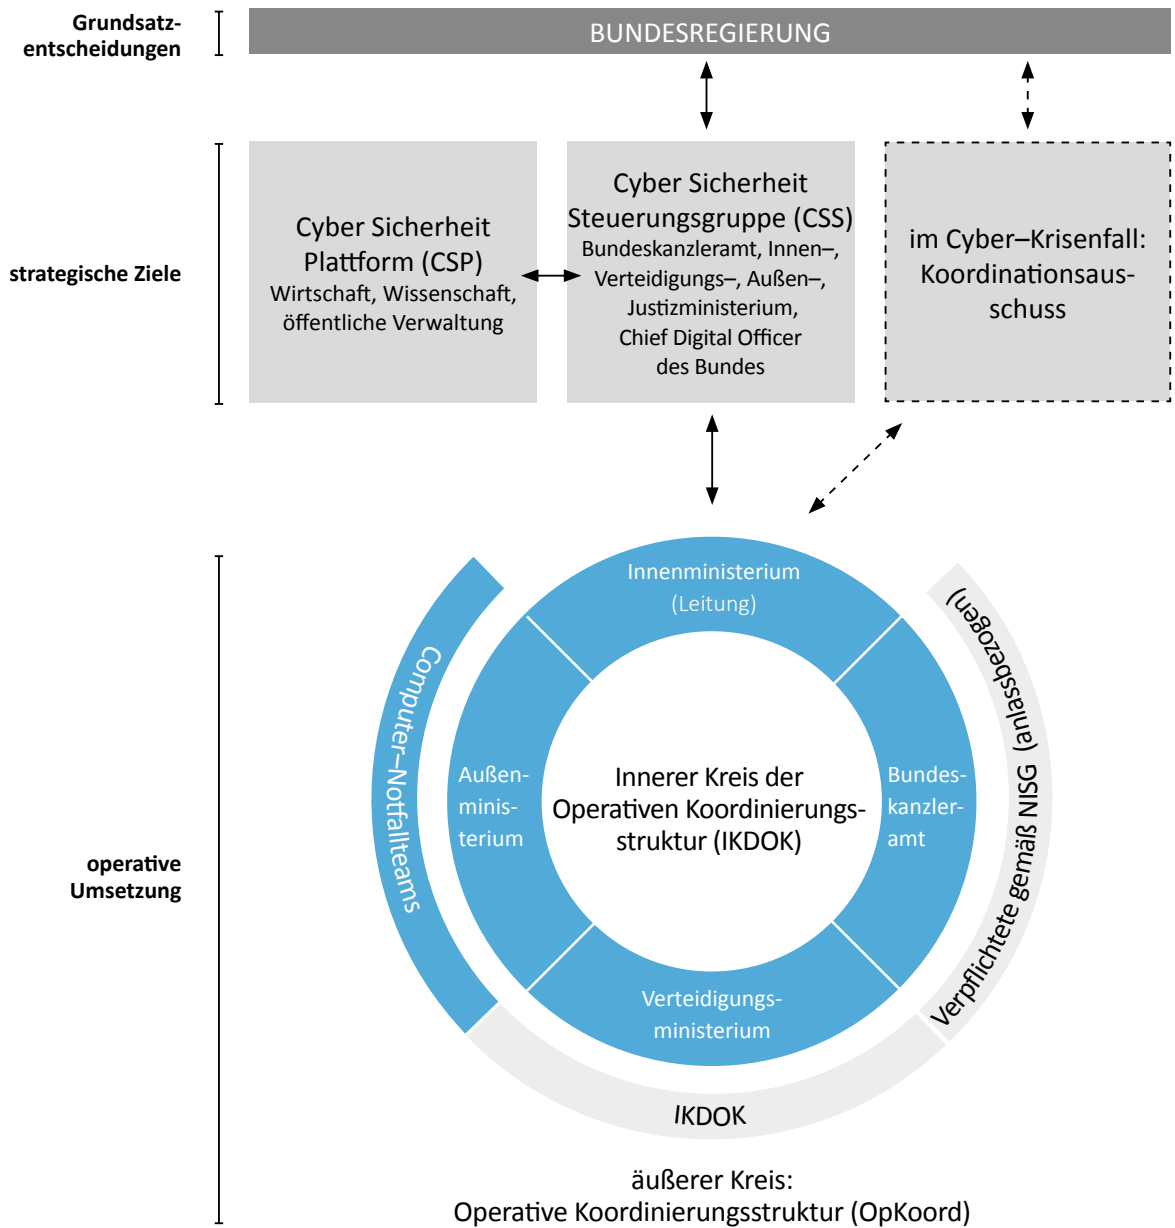 Grundsatz-
entscheidungen
BUNDESREGIERUNG
strategische Ziele
Cyber Sicherheit
Plattform (CSP)
Wirtschaft, Wissenschaft,
öffentliche Verwaltung
Cyber Sicherheit
Steuerungsgruppe (CSS)
Bundeskanzleramt, Innen–,
Verteidigungs–, Außen–,
Justizministerium,
Chief Digital Officer
des Bundes
im Cyber–Krisenfall:
Koordinationsaus-
schuss
operative
Umsetzung
Computer–Notfallteams
Innenministerium
(Leitung)
Außen-
minis-
terium
Innerer Kreis der
Operativen Koordinierungs-
struktur (IKDOK)
Bundes-
kanzler-
amt
Verteidigungs-
ministerium
Verpflichtete gemäß NISG (anlassbezogen)
IKDOK
äußerer Kreis:
Operative Koordinierungsstruktur (OpKoord)